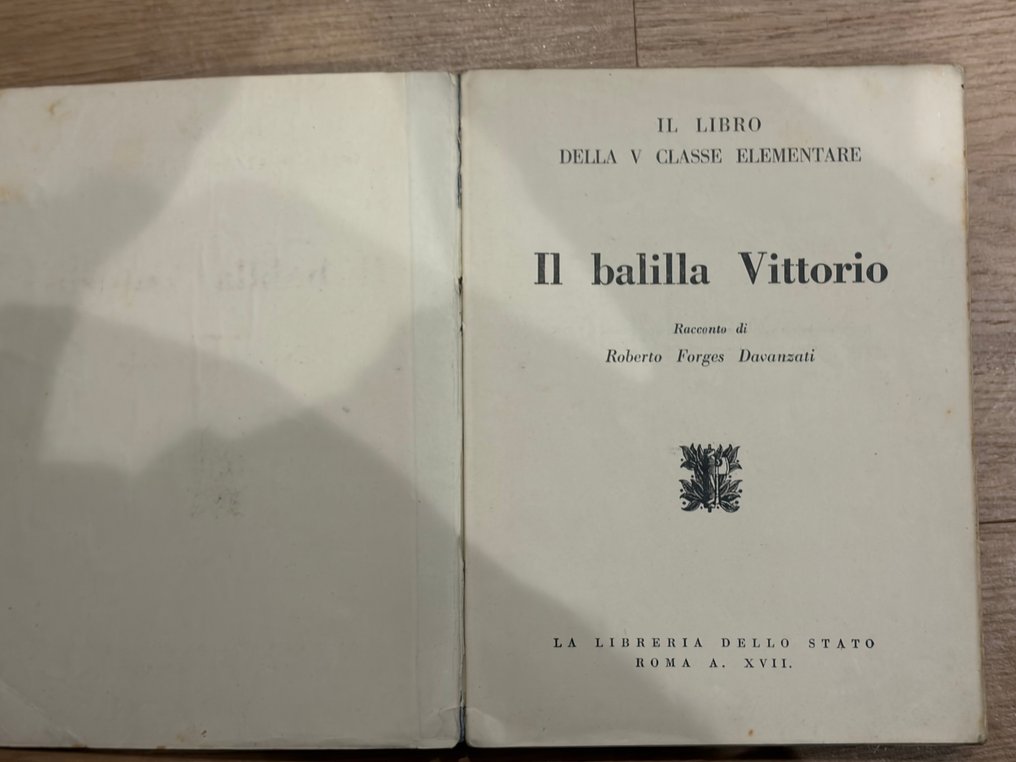 IL LIBRO
DELLA V CLASSE ELEMENTARE
Il balilla Vittorio
Racconto di
Roberto Forges Davanzati
LA LIBRERIA DELLO STATO
ROMA A. XVII.